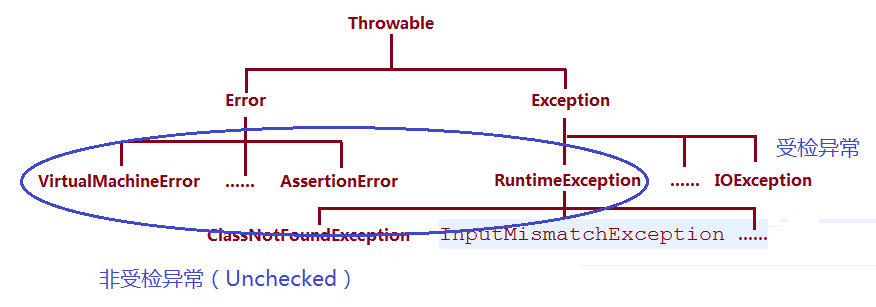 Throwable
Error Exception
受检异常
VirtualMachineError ...... AssertionError RuntimeException ...... IOException
ClassNotFoundException InputMismatchException ......
非受检异常（Unchecked）